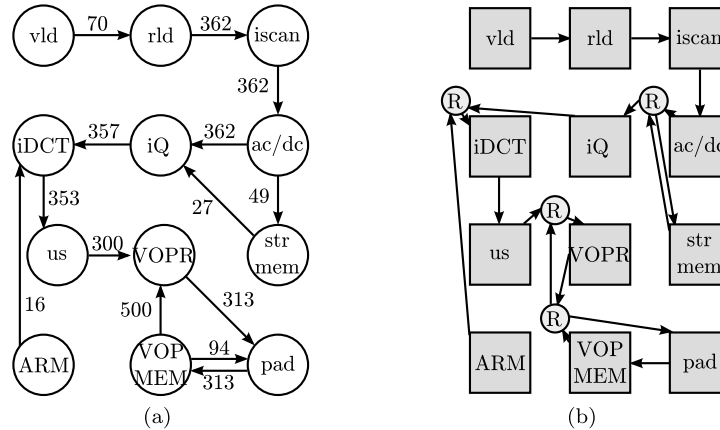 vld 70 rld 362 iscan
362
iDCT 357 iQ 362 ac/dc
353 27 49
us 300 VOPR str
mem
16 500 313
ARM VOP
MEM 94 313 pad
(a)
vld rld iscan
R R
iDCT iQ ac/dc
R
us VOPR str
mem
R
ARM VOP
MEM pad
(b)